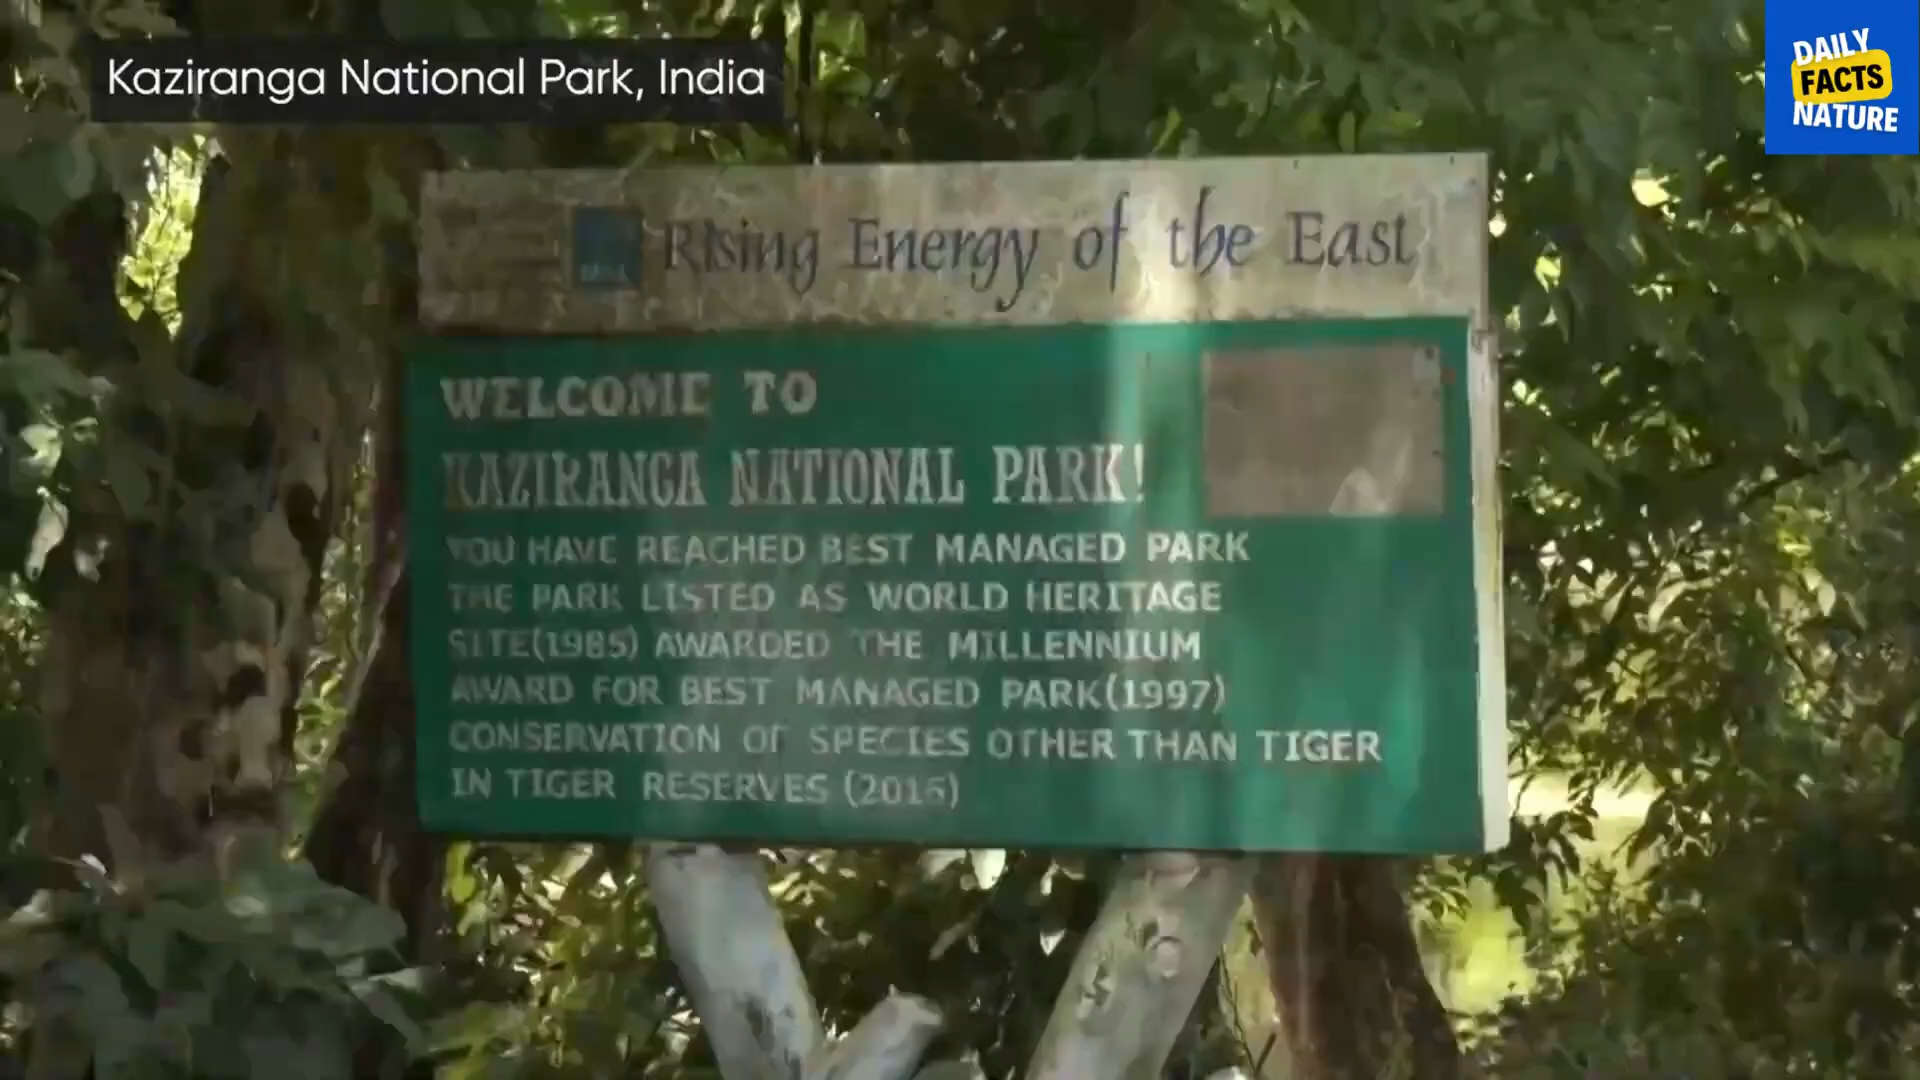 Kaziranga National Park, India
DAILY
FACTS
NATURE
Rising Energy of the East
WELCOME TO
KAZIRANGA NATIONAL PARK!
YOU HAVE REACHED BEST MANAGED PARK
THE PARK LISTED AS WORLD HERITAGE
SITE(1985) AWARDED THE MILLENNIUM
AWARD FOR BEST MANAGED PARK(1997)
CONSERVATION OF SPECIES OTHER THAN TIGER
IN TIGER RESERVES (2016)